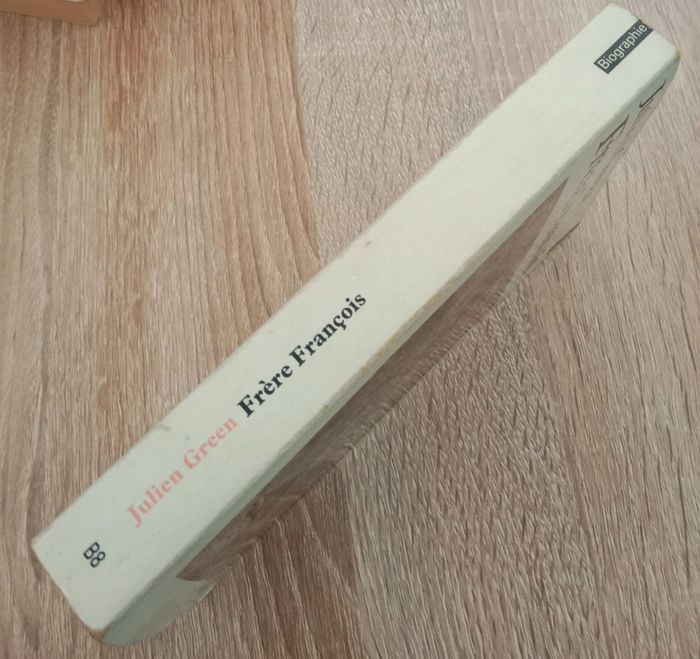 Biographie
Julien Green Frère François
B8